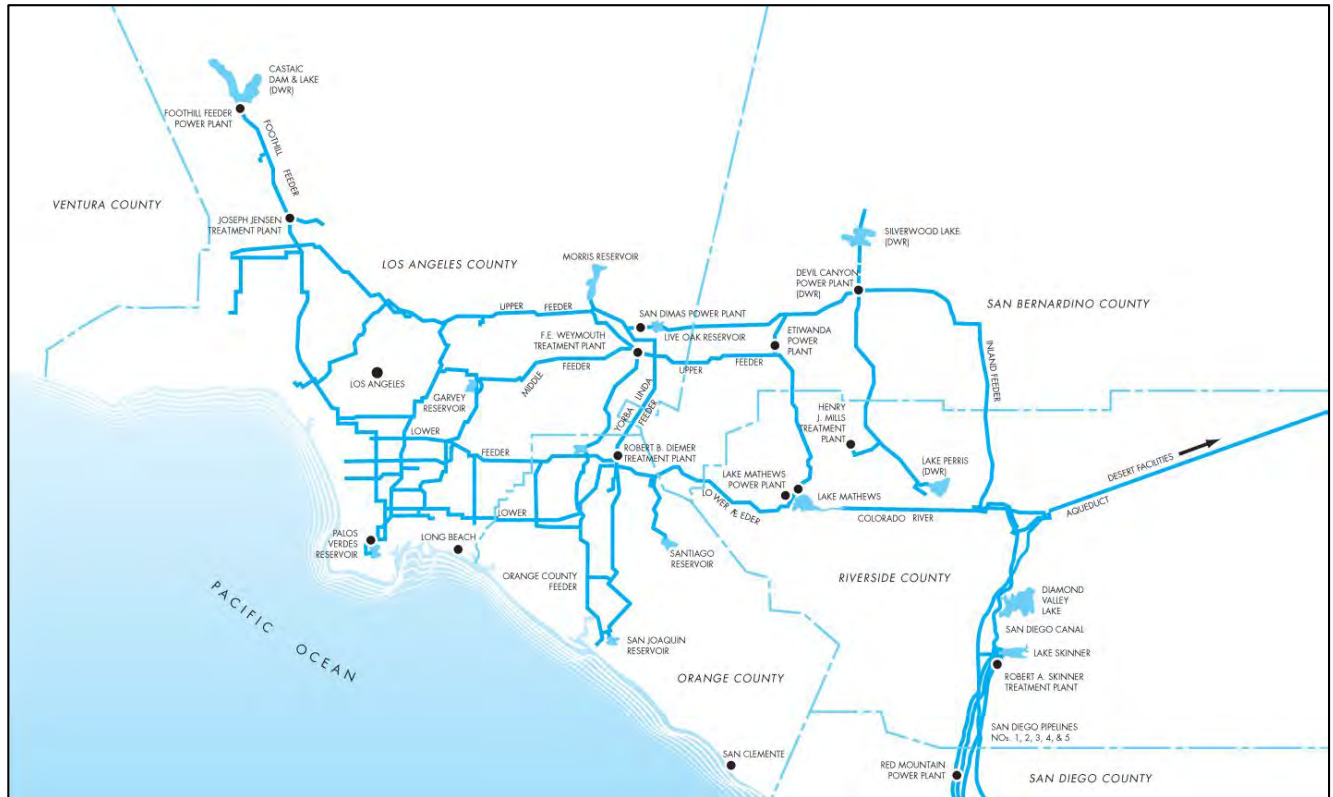 CASTAIC
DAM & LAKE
(DWR)
FOOTHILL FEEDER
POWER PLANT
FOOTHILL
FEEDER
VENTURA COUNTY
JOSEPH JENSEN
TREATMENT PLANT
LOS ANGELES COUNTY
MORRIS RESERVOIR
SILVERWOOD LAKE
(DWR)
DEVIL CANYON
POWER PLANT
(DWR)
SAN BERNARDINO COUNTY
UPPER FEEDER
SAN DIMAS POWER PLANT
LIVE OAK RESERVOIR
F.E. WEYMOUTH
TREATMENT PLANT
ETIWANDA
POWER
PLANT
UPPER FEEDER
INLAND FEEDER
MIDDLE FEEDER
LOS ANGELES
GARVEY
RESERVOIR
YORBA LINDA
FEEDER
HENRY
J. MILLS
TREATMENT
PLANT
LOWER FEEDER
ROBERT B. DIEMER
TREATMENT PLANT
LAKE PERRIS
(DWR)
DESERT FACILITIES
LAKE MATHEWS
POWER PLANT
LAKE MATHEWS
LOWER FEEDER
COLORADO RIVER
AQUEDUCT
LOWER
PALOS
VERDES
RESERVOIR
LONG BEACH
SANTIAGO
RESERVOIR
ORANGE COUNTY
FEEDER
RIVERSIDE COUNTY
DIAMOND
VALLEY
LAKE
PACIFIC OCEAN
SAN JOAQUIN
RESERVOIR
SAN DIEGO CANAL
LAKE SKINNER
ORANGE COUNTY
ROBERT A. SKINNER
TREATMENT PLANT
SAN DIEGO PIPELINES
NOs. 1, 2, 3, 4, & 5
SAN CLEMENTE
RED MOUNTAIN
POWER PLANT
SAN DIEGO COUNTY